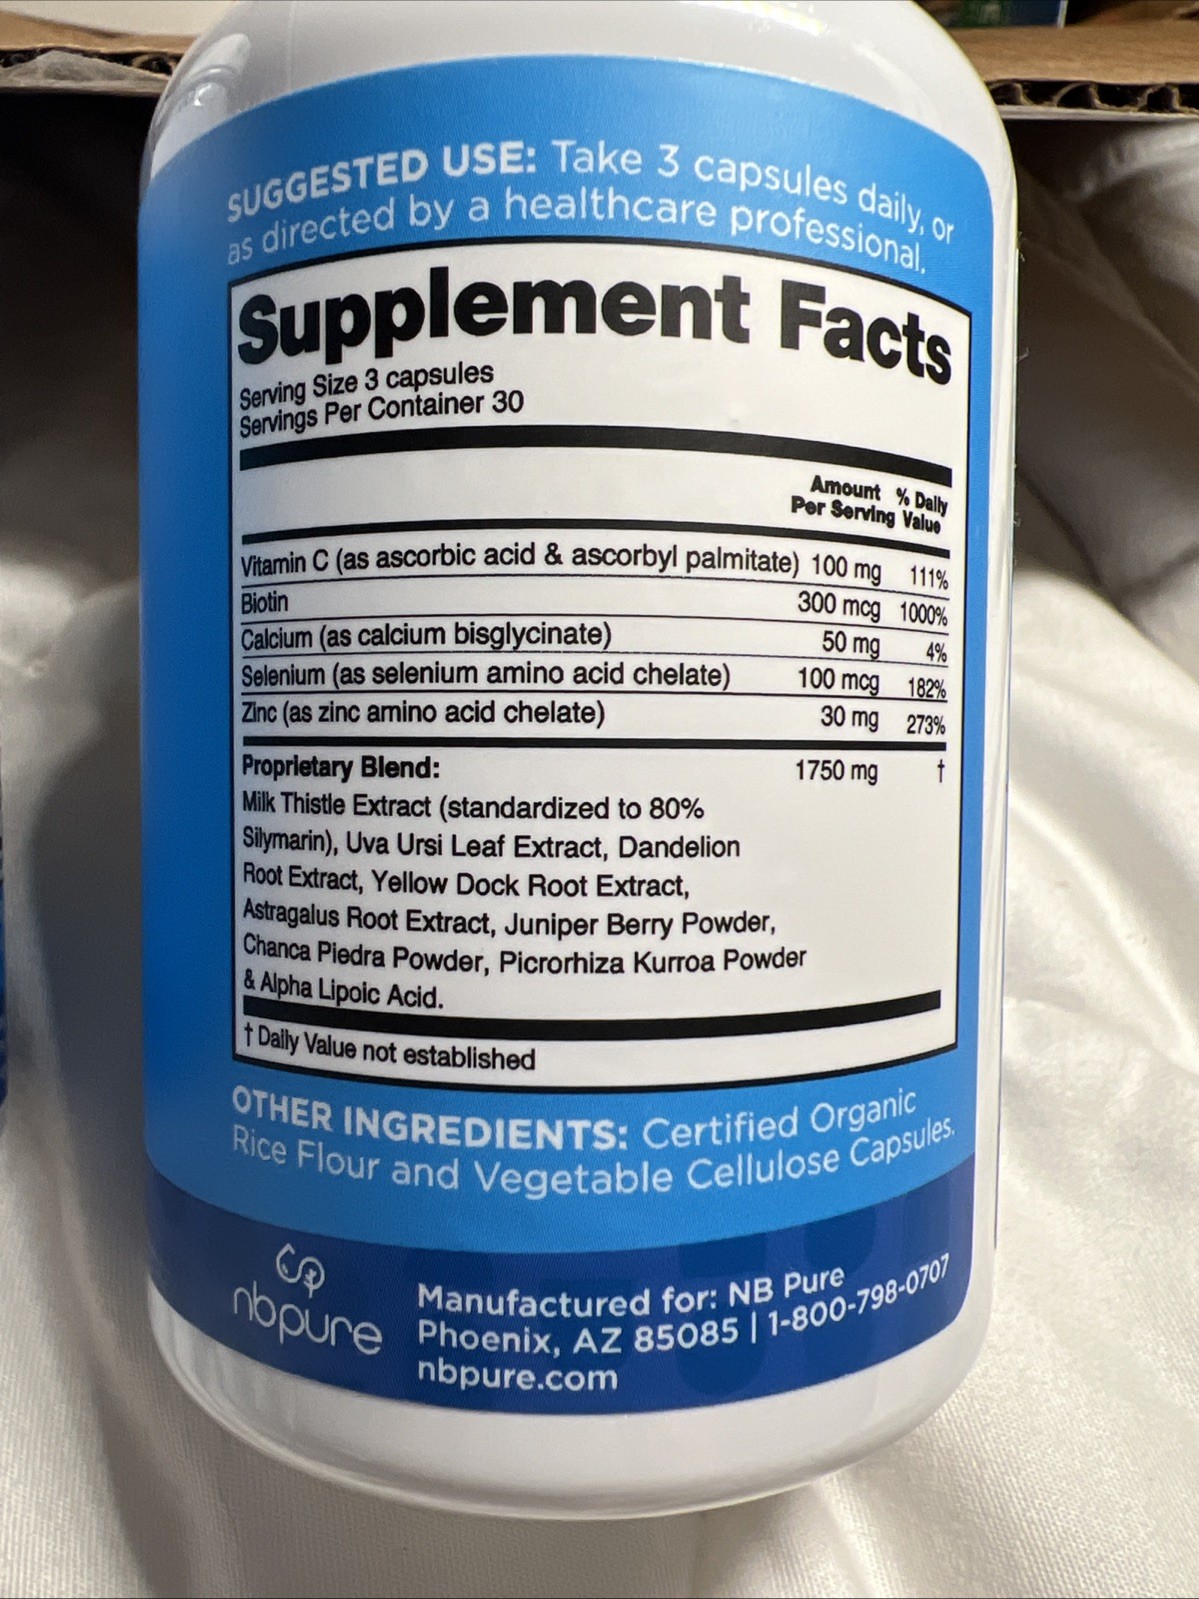 SUGGESTED USE: Take 3 capsules daily, or
as directed by a healthcare professional.
Supplement Facts
Serving Size 3 capsules
Servings Per Container 30
Amount % Daily
Per Serving Value
Vitamin C (as ascorbic acid & ascorbyl palmitate) 100 mg 111%
Biotin 300 mcg 1000%
Calcium (as calcium bisglycinate) 50 mg 4%
Selenium (as selenium amino acid chelate) 100 mcg 182%
Zinc (as zinc amino acid chelate) 30 mg 273%
Proprietary Blend: 1750 mg †
Milk Thistle Extract (standardized to 80%
Silymarin), Uva Ursi Leaf Extract, Dandelion
Root Extract, Yellow Dock Root Extract,
Astragalus Root Extract, Juniper Berry Powder,
Chanca Piedra Powder, Picrorhiza Kurroa Powder
& Alpha Lipoic Acid.
† Daily Value not established
OTHER INGREDIENTS: Certified Organic
Rice Flour and Vegetable Cellulose Capsules.
nbpure
Manufactured for: NB Pure
Phoenix, AZ 85085 | 1-800-798-0707
nbpure.com